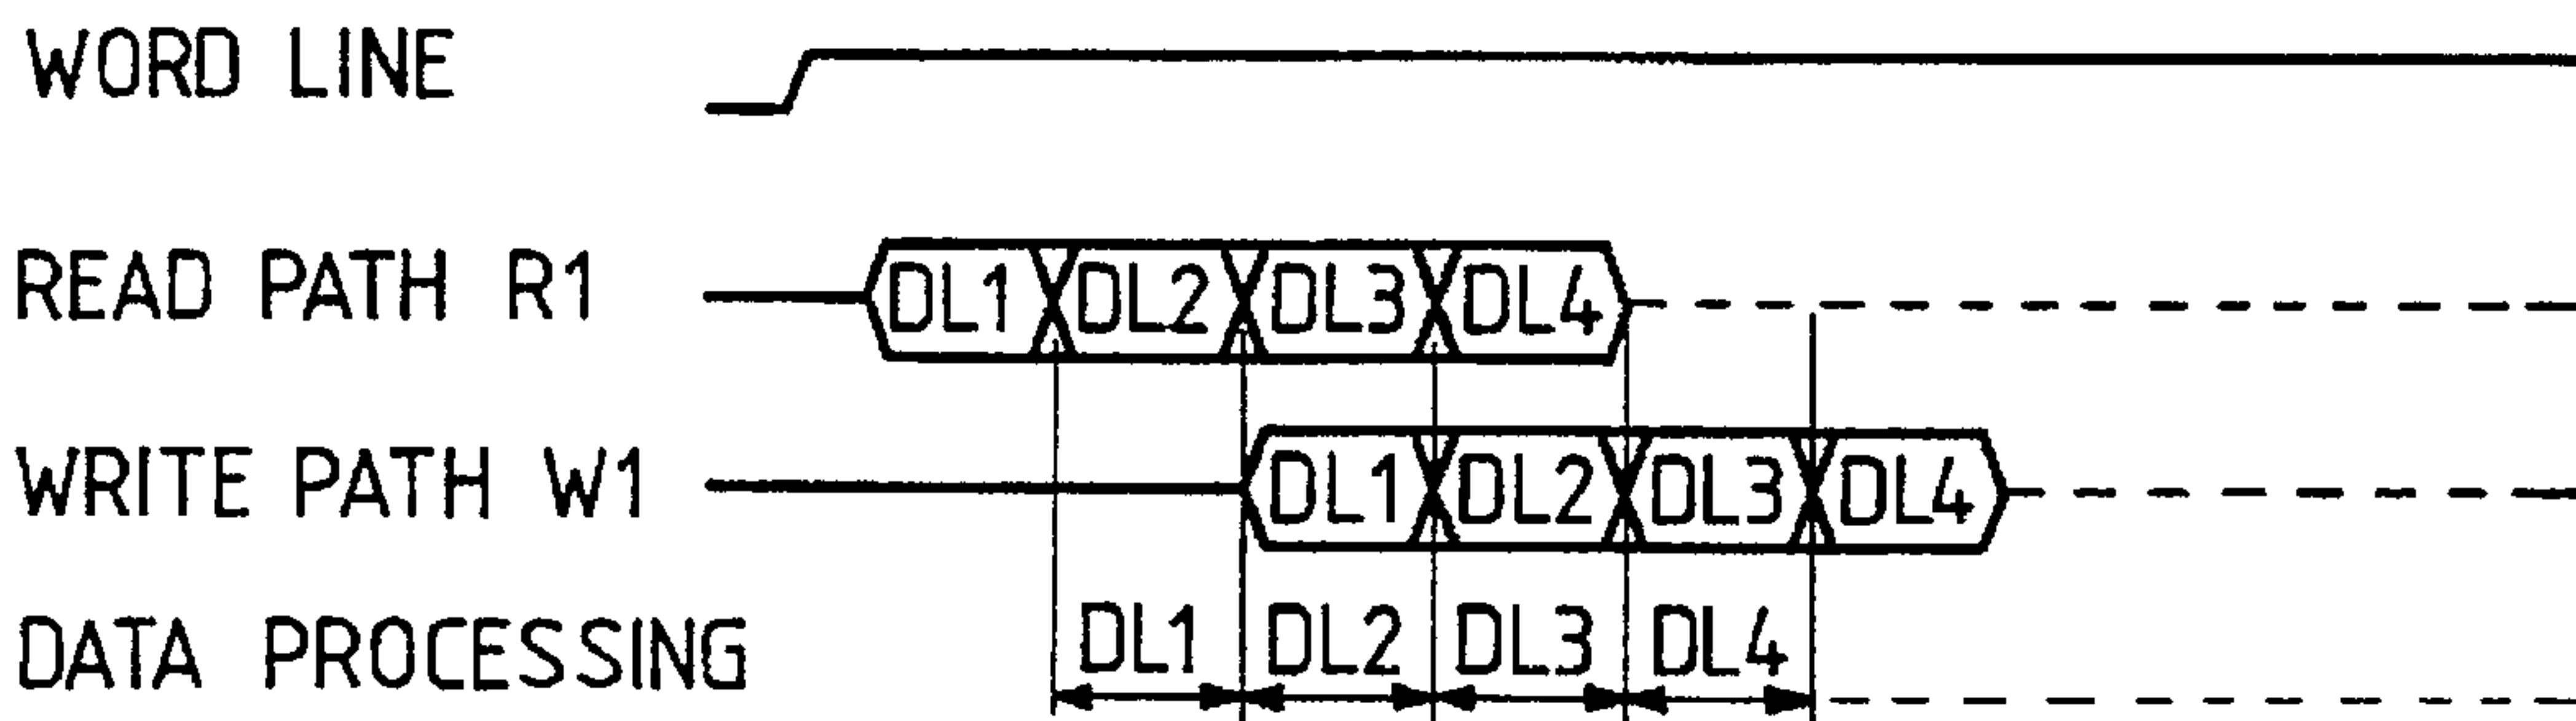 WORD LINE
READ PATH R1 DL1 DL2 DL3 DL4
WRITE PATH W1 DL1 DL2 DL3 DL4
DATA PROCESSING DL1 DL2 DL3 DL4